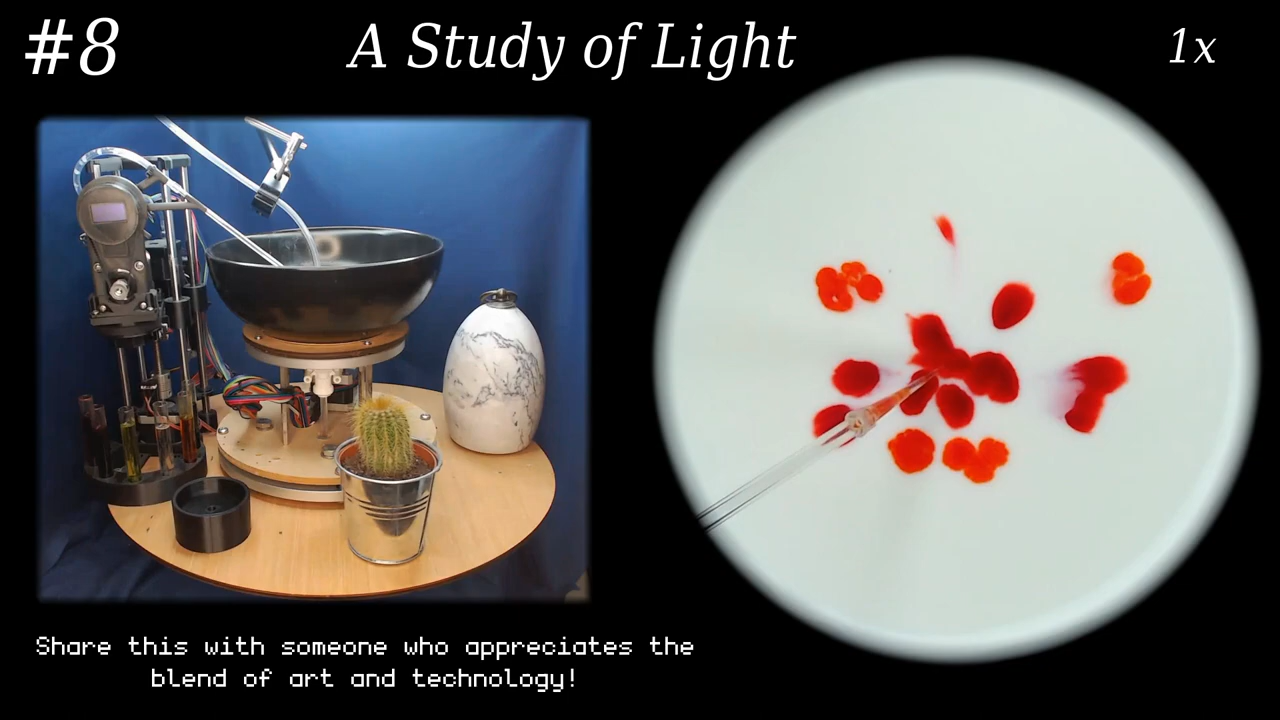 #8
A Study of Light
1x
Share this with someone who appreciates the
blend of art and technology!